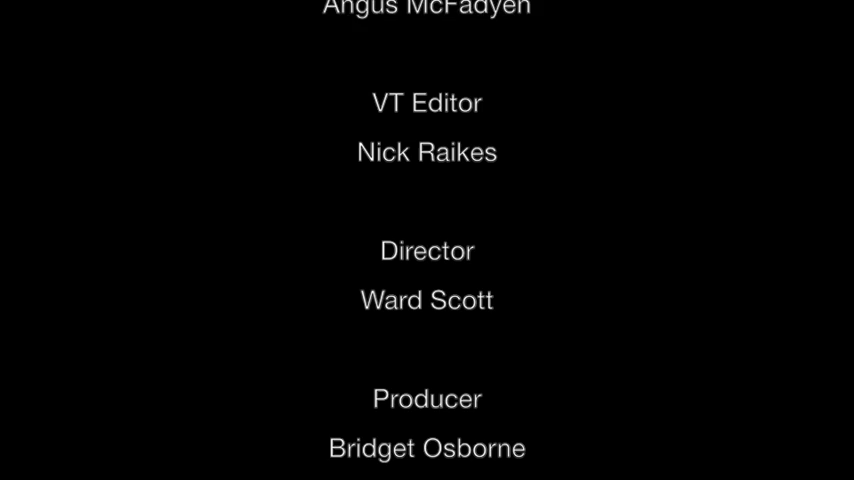 Angus McFadyen
VT Editor
Nick Raikes
Director
Ward Scott
Producer
Bridget Osborne